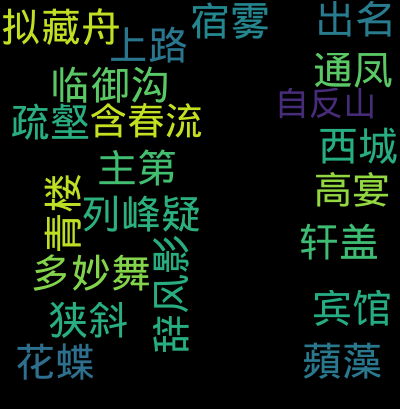 拟藏舟
上路
宿雾
出名
临御沟
通凤
自反山
疏壑
含春流
西城
主第
高宴
青楼
列峰疑
轩盖
多妙舞
辞风影
狭斜
宾馆
花蝶
蘋藻